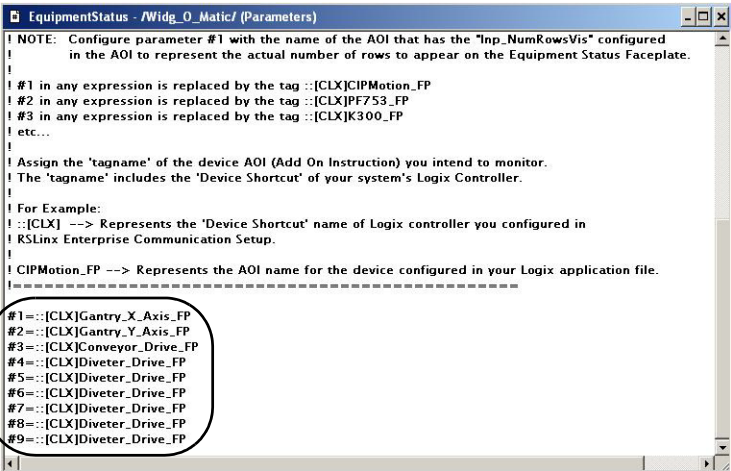 EquipmentStatus - /Widg_O_Matic/ (Parameters)
! NOTE: Configure parameter #1 with the name of the AOI that has the "Inp_NumRowsVis" configured
! in the AOI to represent the actual number of rows to appear on the Equipment Status Faceplate.
!
! #1 in any expression is replaced by the tag ::[CLX]CIPMotion_FP
! #2 in any expression is replaced by the tag ::[CLX]PF753_FP
! #3 in any expression is replaced by the tag ::[CLX]K300_FP
! etc...
!
! Assign the 'tagname' of the device AOI (Add On Instruction) you intend to monitor.
! The 'tagname' includes the 'Device Shortcut' of your system's Logix Controller.
!
! For Example:
! ::[CLX] --> Represents the 'Device Shortcut' name of Logix controller you configured in
! RSLinx Enterprise Communication Setup.
!
! CIPMotion_FP --> Represents the AOI name for the device configured in your Logix application file.
!====================================================
#1=::[CLX]Gantry_X_Axis_FP
#2=::[CLX]Gantry_Y_Axis_FP
#3=::[CLX]Conveyor_Drive_FP
#4=::[CLX]Diveter_Drive_FP
#5=::[CLX]Diveter_Drive_FP
#6=::[CLX]Diveter_Drive_FP
#7=::[CLX]Diveter_Drive_FP
#8=::[CLX]Diveter_Drive_FP
#9=::[CLX]Diveter_Drive_FP